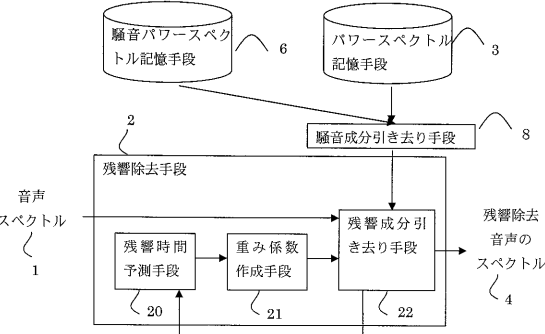 騒音パワースペク
トル記憶手段
6
パワースペクトル
記憶手段
3
騒音成分引き去り手段
8
2
残響除去手段
音声
スペクトル
1
残響時間
予測手段
20
重み係数
作成手段
21
残響成分引
き去り手段
22
残響除去
音声の
スペクトル
4